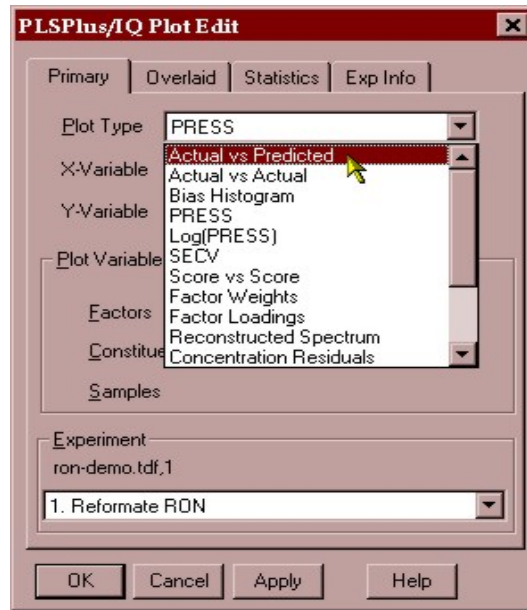 PLSPlus/IQ Plot Edit
Primary Overlaid Statistics Exp Info
Plot Type PRESS
Actual vs Predicted
X-Variable
Actual vs Actual
Bias Histogram
Y-Variable
PRESS
Log(PRESS)
Plot Variable
SECV
Score vs Score
Factors
Factor Weights
Factor Loadings
Reconstructed Spectrum
Constitue
Concentration Residuals
Samples
Experiment
ron-demo.tdf,1
1. Reformate RON
OK Cancel Apply Help